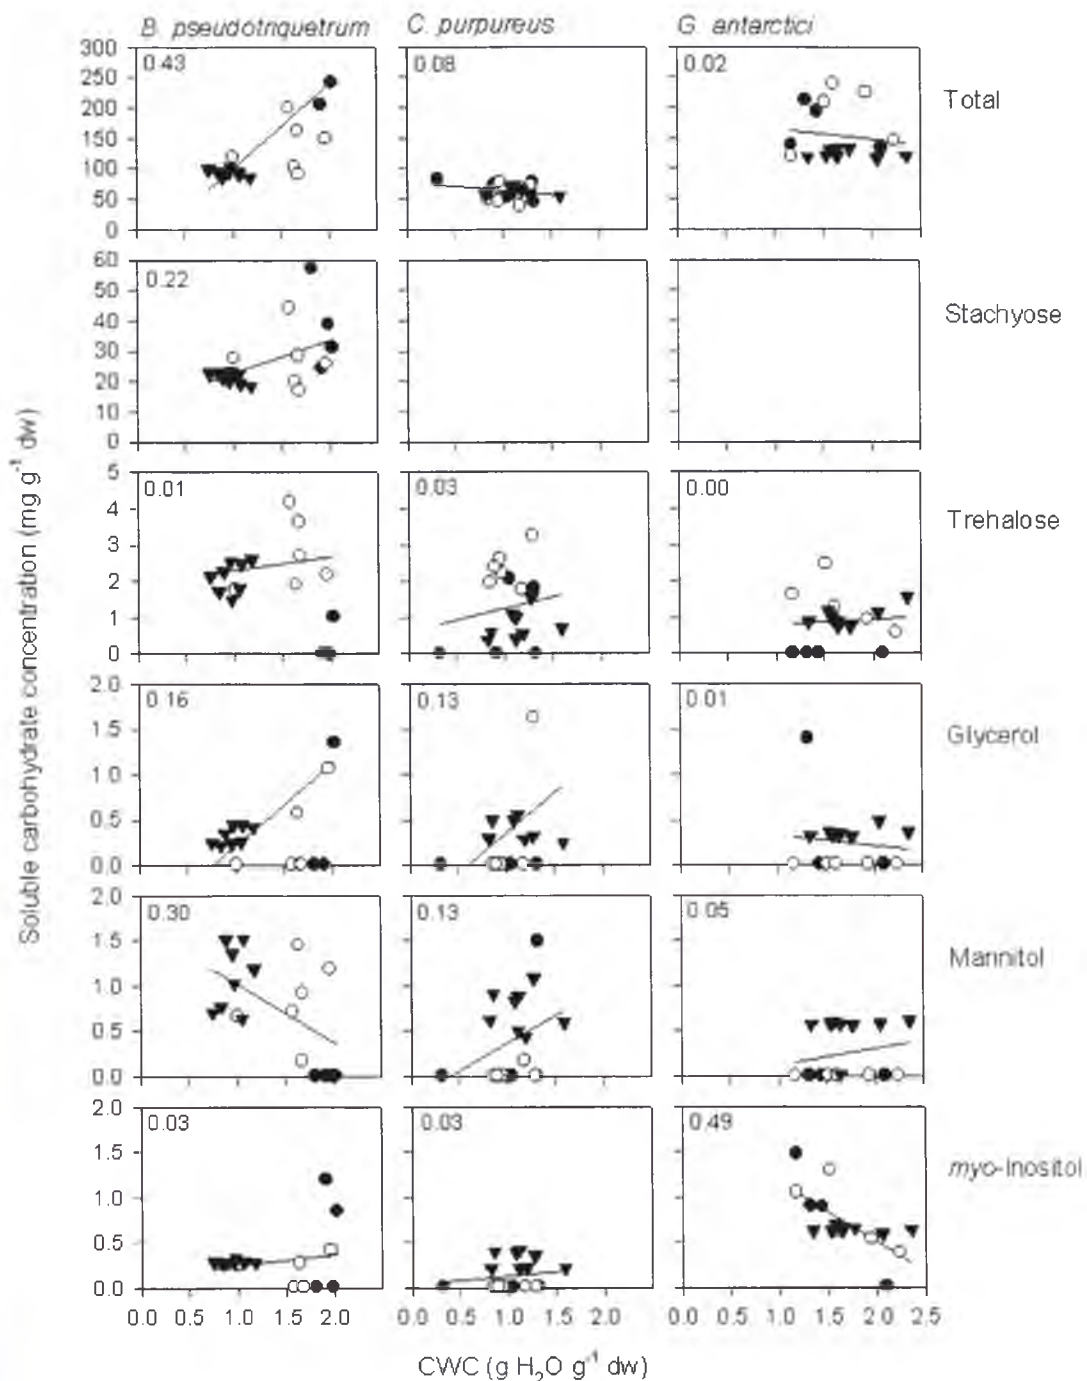 B. pseudotriquetrum C. purpureus G. antarctici
300 0.43 0.08 0.02 Total
250
200
150
100
50
0
60 0.22 Stachyose
50
40
30
20
10
0
5 0.01 0.03 0.00 Trehalose
4
3
2
1
0
2.0 0.16 0.13 0.01 Glycerol
1.5
1.0
0.5
0.0
2.0 0.30 0.13 0.05 Mannitol
1.5
1.0
0.5
0.0
2.0 0.03 0.03 0.49 myo-Inositol
1.5
1.0
0.5
0.0
0.0 0.5 1.0 1.5 2.0 0.0 0.5 1.0 1.5 2.0 0.0 0.5 1.0 1.5 2.0 2.5
CWC (g H₂O g⁻¹ dw)
Soluble carbohydrate concentration (mg g⁻¹ dw)